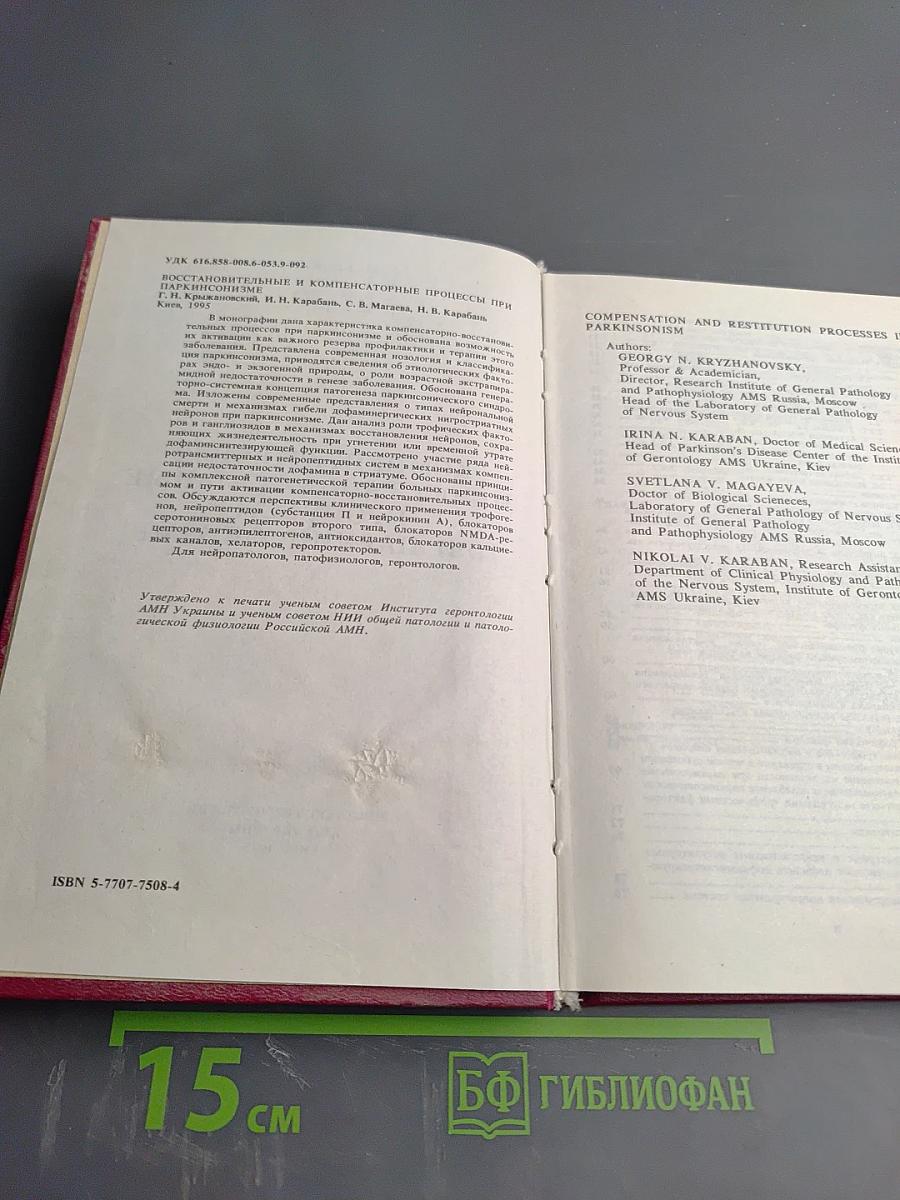 УДК 616.858-008.6-053.9-092
ВОССТАНОВИТЕЛЬНЫЕ И КОМПЕНСАТОРНЫЕ ПРОЦЕССЫ ПРИ
ПАРКИНСОНИЗМЕ
Г. Н. Крыжановский, И. Н. Карабань, С. В. Магаева, Н. В. Карабань
Киев, 1995
В монографии дана характеристика компенсаторно-восстанови-
тельных процессов при паркинсонизме и обоснована возможность
их активации как важного резерва профилактики и терапии этого
заболевания. Представлена современная нозология и классифика-
ция паркинсонизма, приводятся сведения об этиологических факто-
рах эндо- и экзогенной природы, о роли возрастной экстрапира-
мидной недостаточности в генезе заболевания. Обоснована генера-
торно-системная концепция патогенеза паркинсонического синдро-
ма. Изложены современные представления о типах нейрональной
смерти и механизмах гибели дофаминергических нигростриатных
нейронов при паркинсонизме. Дан анализ роли трофических факто-
ров и ганглиозидов в механизмах восстановления нейронов, сохра-
няющих жизнедеятельность при угнетении или временной утрате
дофаминсинтезирующей функции. Рассмотрено участие ряда ней-
ротрансмиттерных и нейропептидных систем в механизмах компен-
сации недостаточности дофамина в стриатуме. Обоснованы принци-
пы комплексной патогенетической терапии больных паркинсониз-
мом и пути активации компенсаторно-восстановительных процес-
сов. Обсуждаются перспективы клинического применения трофоге-
нов, нейропептидов (субстанция П и нейрокинин А), блокаторов
серотониновых рецепторов второго типа, блокаторов NMDA-ре-
цепторов, антиэпилептогенов, антиоксидантов, блокаторов кальцие-
вых каналов, хелаторов, геропротекторов.
Для нейропатологов, патофизиологов, геронтологов.
Утверждено к печати ученым советом Института геронтологии
АМН Украины и ученым советом НИИ общей патологии и патоло-
гической физиологии Российской АМН.
ISBN 5-7707-7508-4
COMPENSATION AND RESTITUTION PROCESSES I
PARKINSONISM
Authors:
GEORGY N. KRYZHANOVSKY,
Professor & Academician,
Director, Research Institute of General Pathology
and Pathophysiology AMS Russia, Moscow
Head of the Laboratory of General Pathology
of Nervous System
IRINA N. KARABAN, Doctor of Medical Scien
Head of Parkinson's Disease Center of the Instit
of Gerontology AMS Ukraine, Kiev
SVETLANA V. MAGAYEVA,
Doctor of Biological Scieneces,
Laboratory of General Pathology of Nervous S
Institute of General Pathology
and Pathophysiology AMS Russia, Moscow
NIKOLAI V. KARABAN, Research Assistan
Department of Clinical Physiology and Path
of the Nervous System, Institute of Geronto
AMS Ukraine, Kiev
15 см
БФ ГИБЛИОФАН